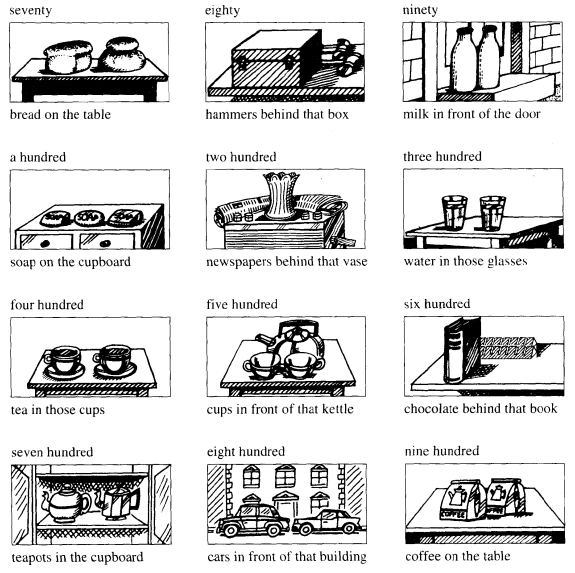 seventy
eighty
ninety
bread on the table
hammers behind that box
milk in front of the door
a hundred
two hundred
three hundred
SOAP SOAP SOAP
soap on the cupboard
newspapers behind that vase
water in those glasses
four hundred
five hundred
six hundred
tea in those cups
cups in front of that kettle
chocolate behind that book
seven hundred
eight hundred
nine hundred
COFFEE
teapots in the cupboard
cars in front of that building
coffee on the table